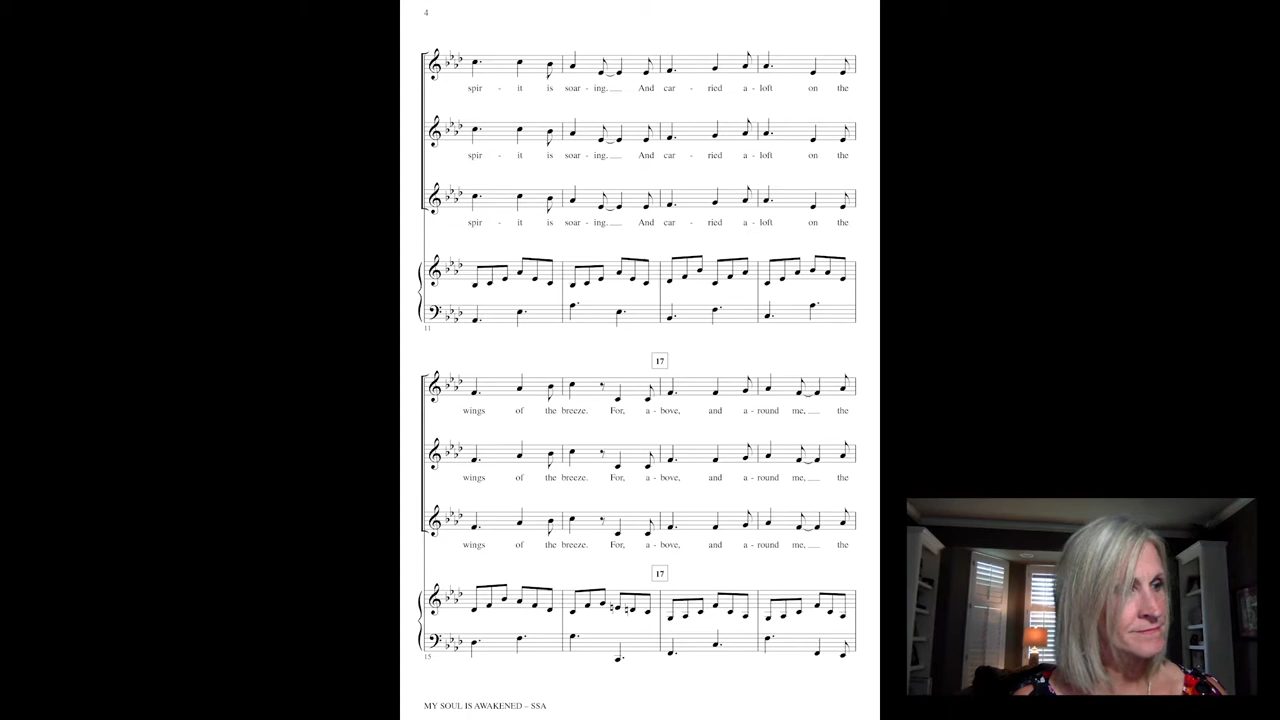 4
spir - it is soar - ing. And car - ried a - loft on the
spir - it is soar - ing. And car - ried a - loft on the
spir - it is soar - ing. And car - ried a - loft on the
11
17
wings of the breeze. For, a - bove, and a - round me, the
wings of the breeze. For, a - bove, and a - round me, the
wings of the breeze. For, a - bove, and a - round me, the
17
15
MY SOUL IS AWAKENED – SSA